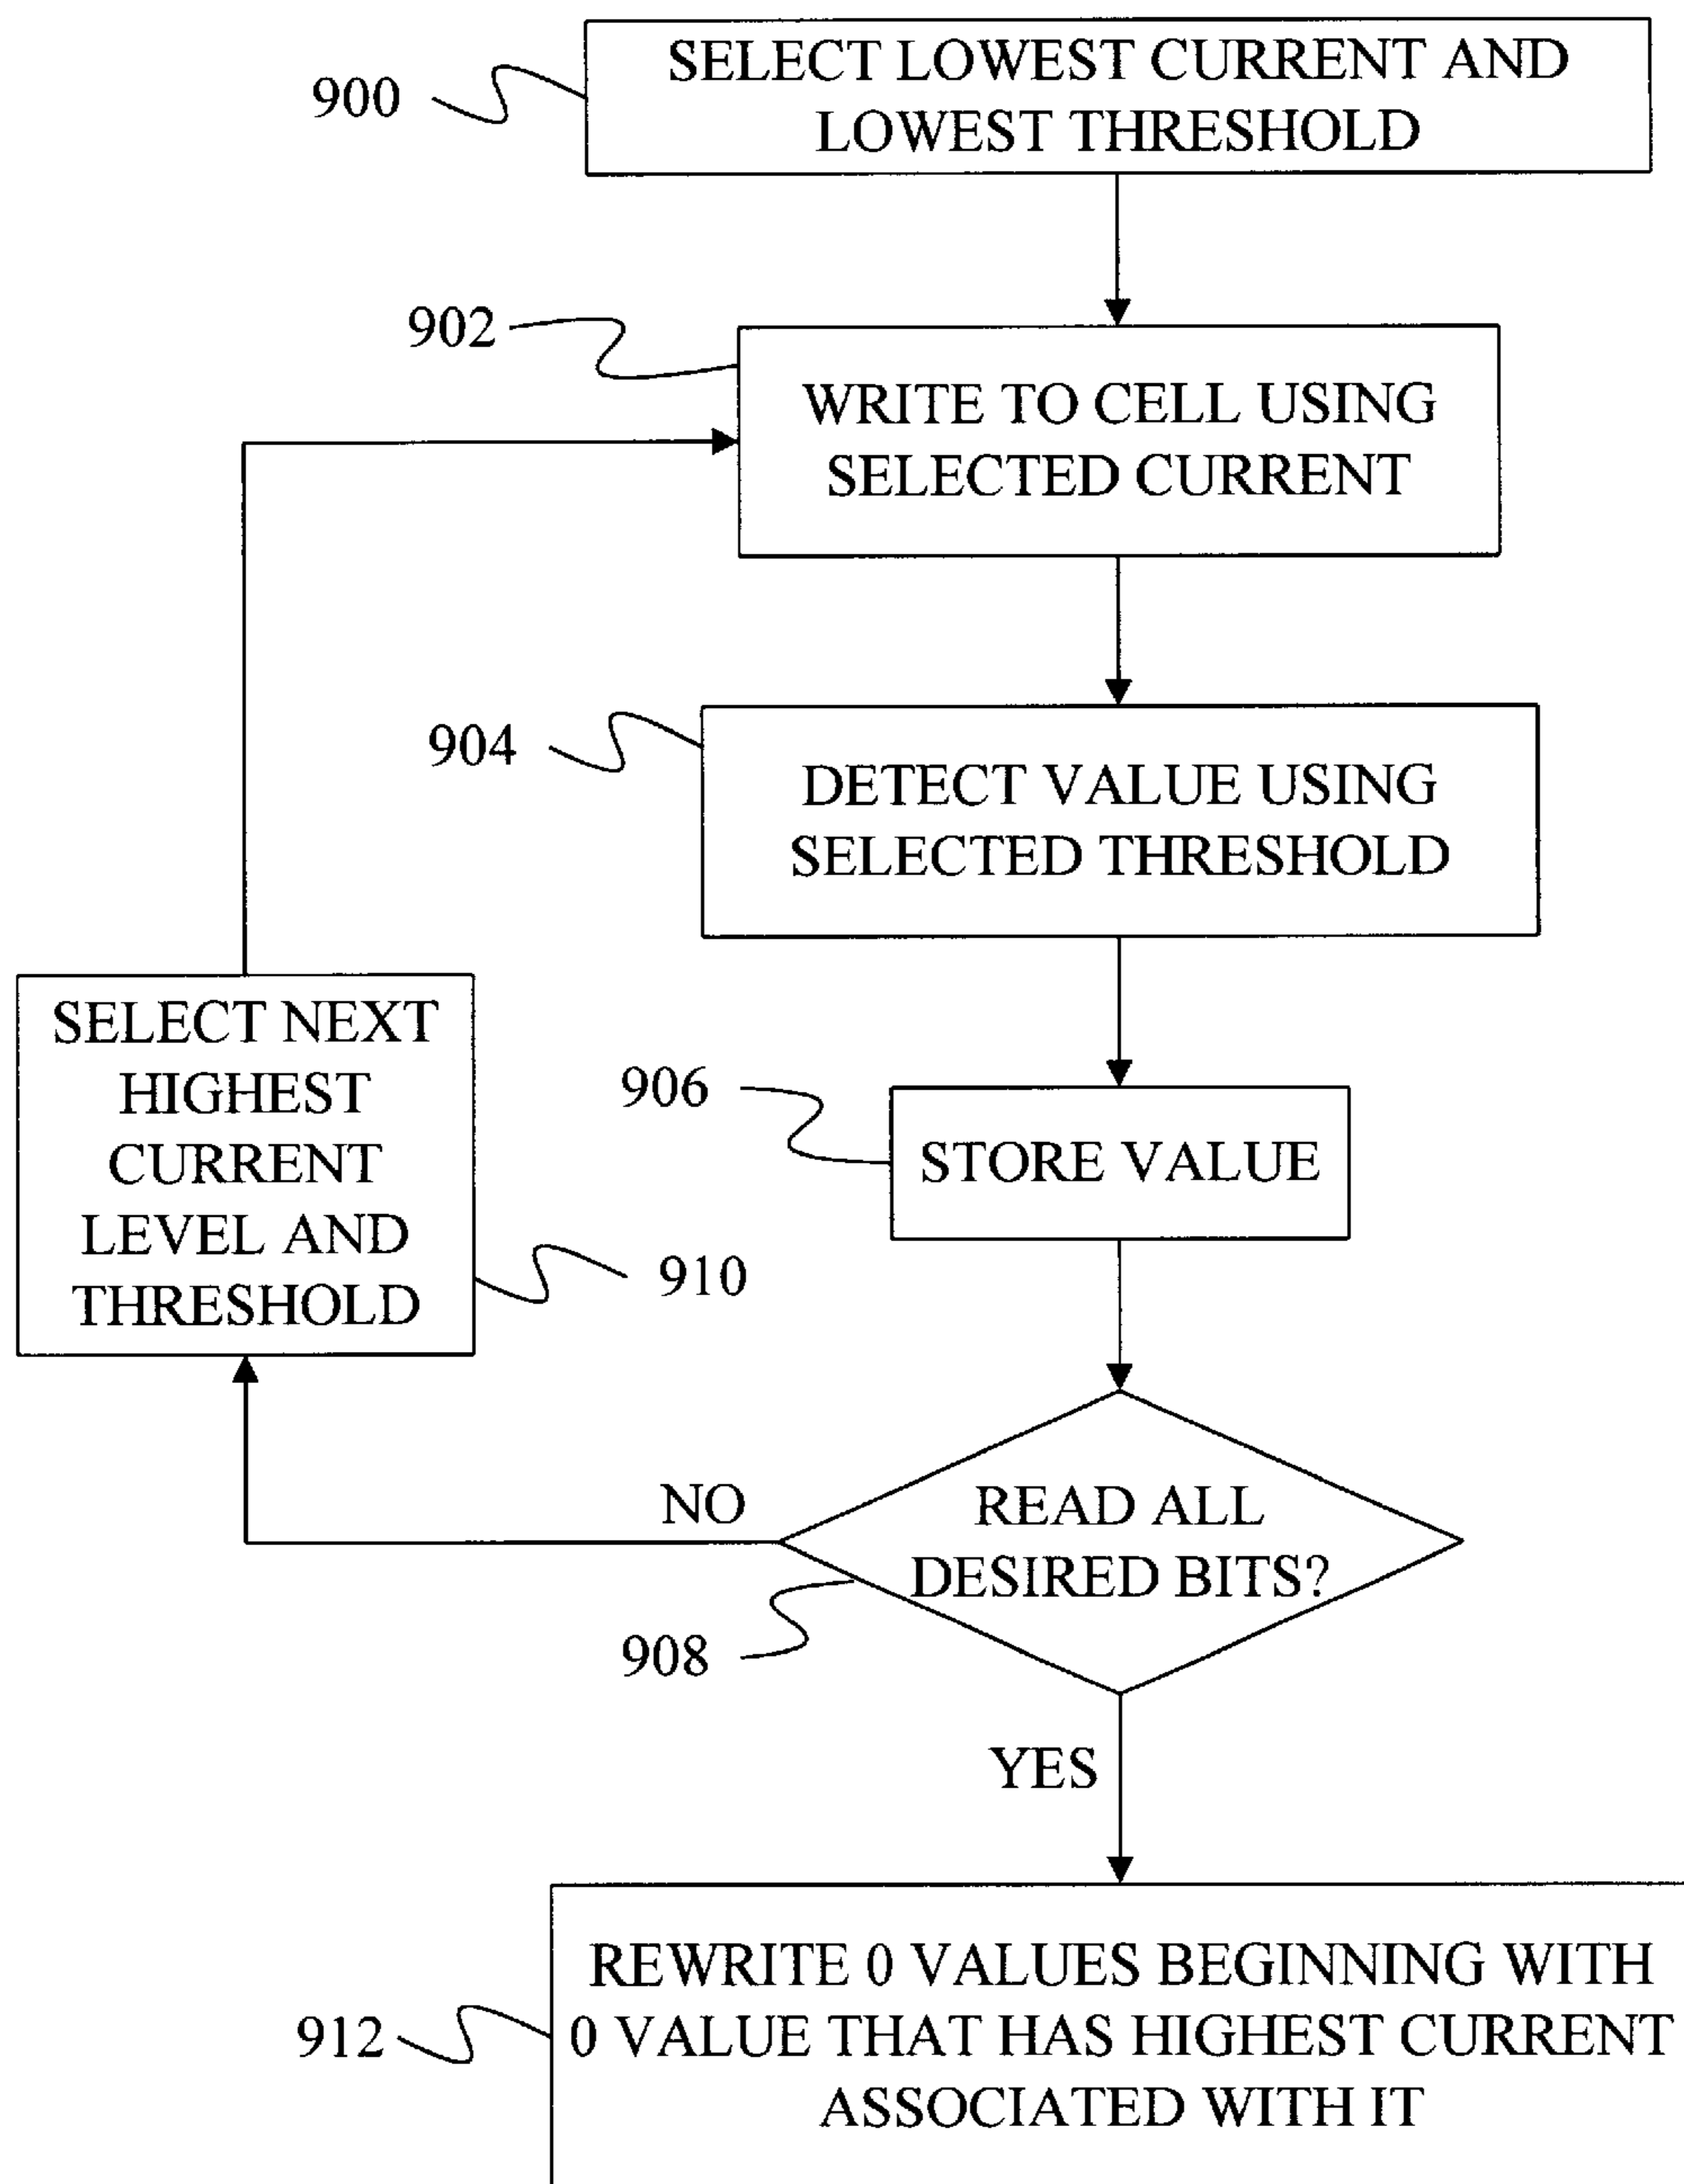 900
SELECT LOWEST CURRENT AND
LOWEST THRESHOLD
902
WRITE TO CELL USING
SELECTED CURRENT
904
DETECT VALUE USING
SELECTED THRESHOLD
SELECT NEXT
HIGHEST
CURRENT
LEVEL AND
THRESHOLD
910
906
STORE VALUE
NO
READ ALL
DESIRED BITS?
908
YES
912
REWRITE 0 VALUES BEGINNING WITH
0 VALUE THAT HAS HIGHEST CURRENT
ASSOCIATED WITH IT